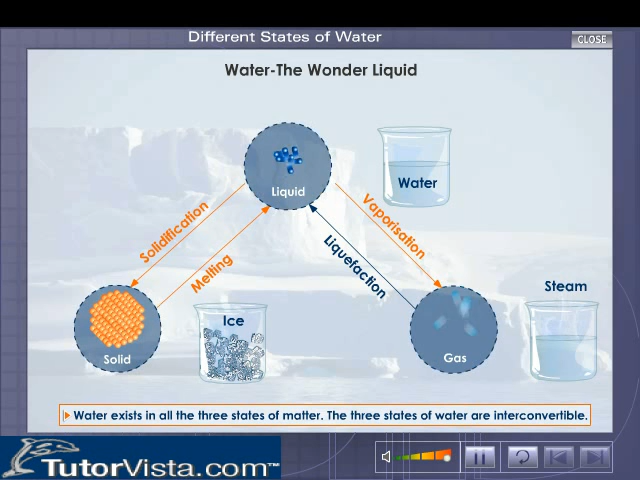 Different States of Water
CLOSE
Water-The Wonder Liquid
Liquid
Water
Solidification
Melting
Vaporisation
Liquefaction
Steam
Ice
Solid
Gas
Water exists in all the three states of matter. The three states of water are interconvertible.
TutorVista.com™